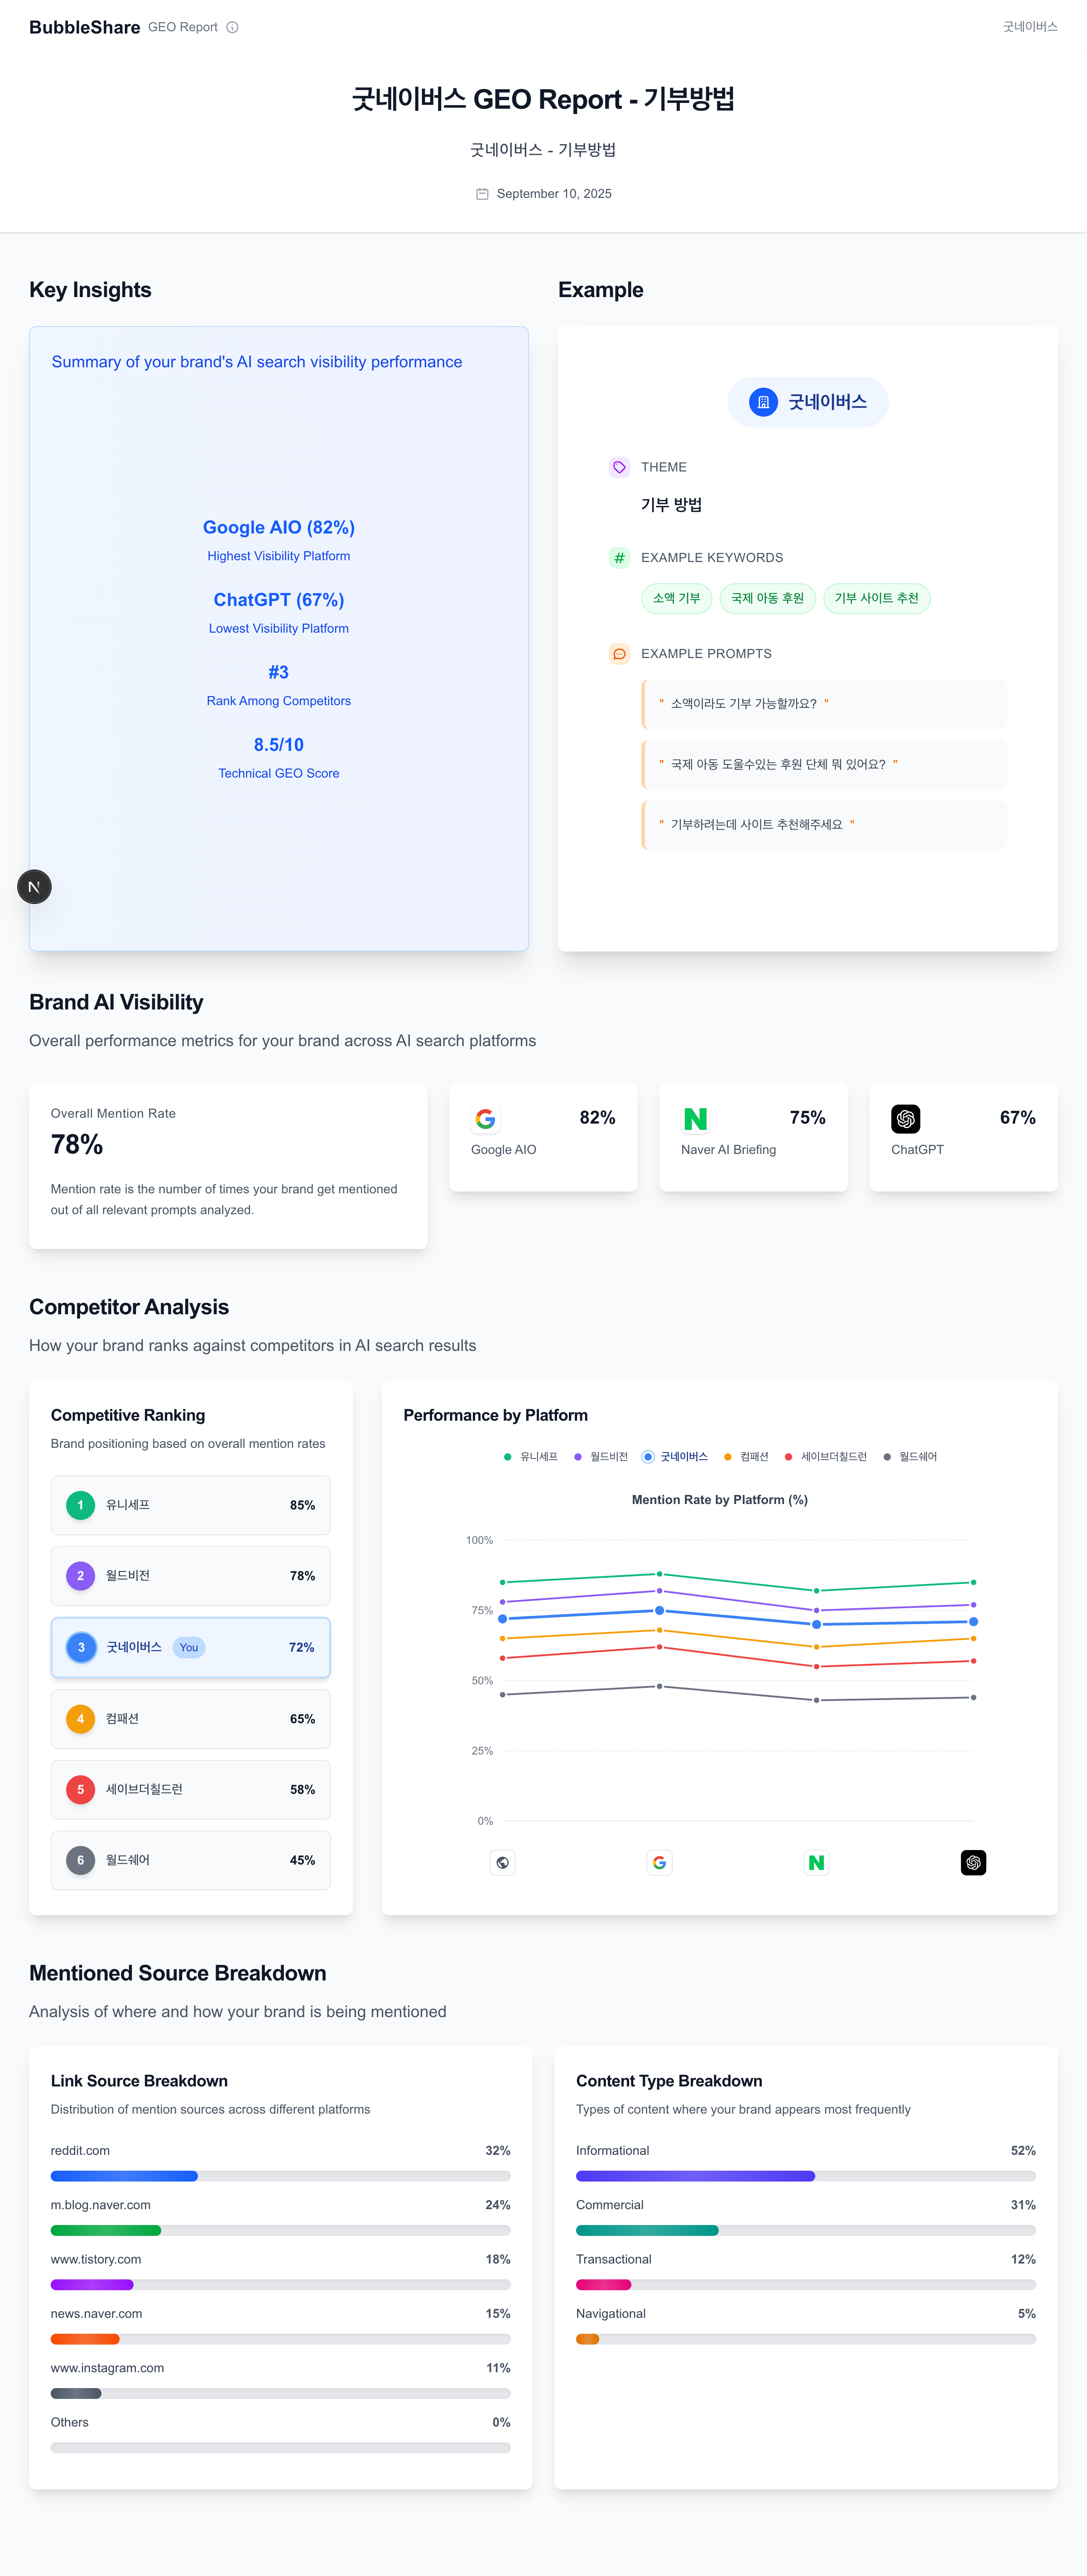 BubbleShare GEO Report
굿네이버스
굿네이버스 GEO Report - 기부방법
굿네이버스 - 기부방법
September 10, 2025
Key Insights
Summary of your brand's AI search visibility performance
Google AIO (82%)
Highest Visibility Platform
ChatGPT (67%)
Lowest Visibility Platform
#3
Rank Among Competitors
8.5/10
Technical GEO Score
N
Example
굿네이버스
THEME
기부 방법
# EXAMPLE KEYWORDS
소액 기부 국제 아동 후원 기부 사이트 추천
EXAMPLE PROMPTS
" 소액이라도 기부 가능할까요? "
" 국제 아동 도울수있는 후원 단체 뭐 있어요? "
" 기부하려는데 사이트 추천해주세요 "
Brand AI Visibility
Overall performance metrics for your brand across AI search platforms
Overall Mention Rate
78%
Mention rate is the number of times your brand get mentioned
out of all relevant prompts analyzed.
G 82%
Google AIO
N 75%
Naver AI Briefing
67%
ChatGPT
Competitor Analysis
How your brand ranks against competitors in AI search results
Competitive Ranking
Brand positioning based on overall mention rates
1 유니세프 85%
2 월드비전 78%
3 굿네이버스 You 72%
4 컴패션 65%
5 세이브더칠드런 58%
6 월드쉐어 45%
Performance by Platform
유니세프 월드비전 굿네이버스 컴패션 세이브더칠드런 월드쉐어
Mention Rate by Platform (%)
100%
75%
50%
25%
0%
G N
Mentioned Source Breakdown
Analysis of where and how your brand is being mentioned
Link Source Breakdown
Distribution of mention sources across different platforms
reddit.com 32%
m.blog.naver.com 24%
www.tistory.com 18%
news.naver.com 15%
www.instagram.com 11%
Others 0%
Content Type Breakdown
Types of content where your brand appears most frequently
Informational 52%
Commercial 31%
Transactional 12%
Navigational 5%